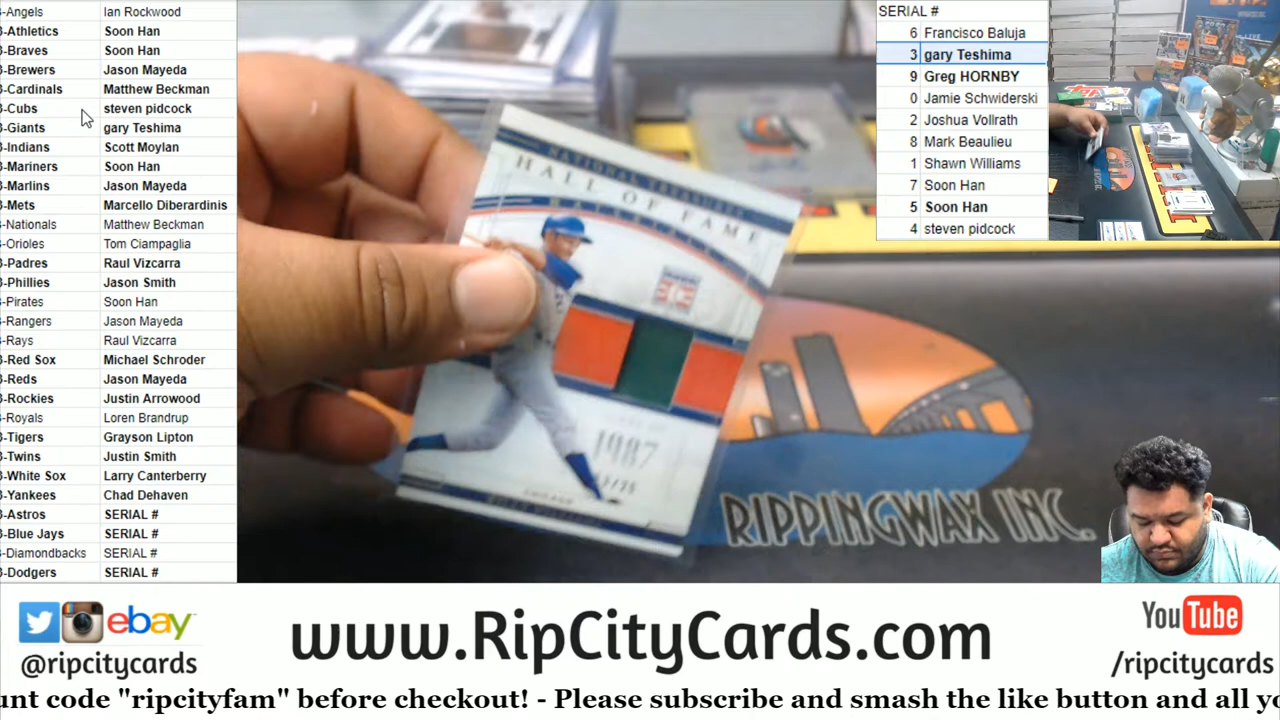 -Angels Ian Rockwood
-Athletics Soon Han
-Braves Soon Han
-Brewers Jason Mayeda
-Cardinals Matthew Beckman
-Cubs steven pidcock
-Giants gary Teshima
-Indians Scott Moylan
-Mariners Soon Han
-Marlins Jason Mayeda
-Mets Marcello Diberardinis
-Nationals Matthew Beckman
-Orioles Tom Ciampaglia
-Padres Raul Vizcarra
-Phillies Jason Smith
-Pirates Soon Han
-Rangers Jason Mayeda
-Rays Raul Vizcarra
-Red Sox Michael Schroder
-Reds Jason Mayeda
-Rockies Justin Arrowood
-Royals Loren Brandrup
-Tigers Grayson Lipton
-Twins Justin Smith
-White Sox Larry Canterberry
-Yankees Chad Dehaven
-Astros SERIAL #
-Blue Jays SERIAL #
-Diamondbacks SERIAL #
-Dodgers SERIAL #
NATIONAL TREASURES
HALL OF FAME
MATERIALS
1987
/25
CHICAGO
RIPPINGWAX INC.
SERIAL #
6 Francisco Baluja
3 gary Teshima
9 Greg HORNBY
0 Jamie Schwiderski
2 Joshua Vollrath
8 Mark Beaulieu
1 Shawn Williams
7 Soon Han
5 Soon Han
4 steven pidcock
ebay
@ripcitycards
www.RipCityCards.com
YouTube
/ripcitycards
unt code "ripcityfam" before checkout! - Please subscribe and smash the like button and all yo